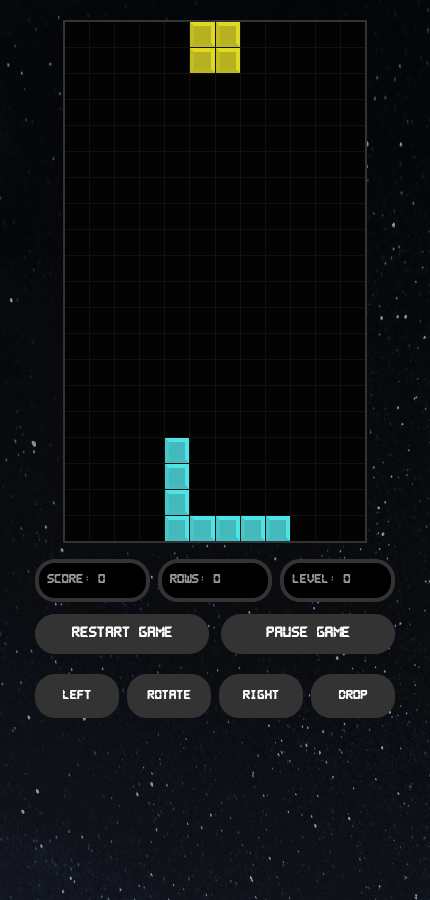 SCORE: 0 ROWS: 0 LEVEL: 0
RESTART GAME PAUSE GAME
LEFT ROTATE RIGHT DROP